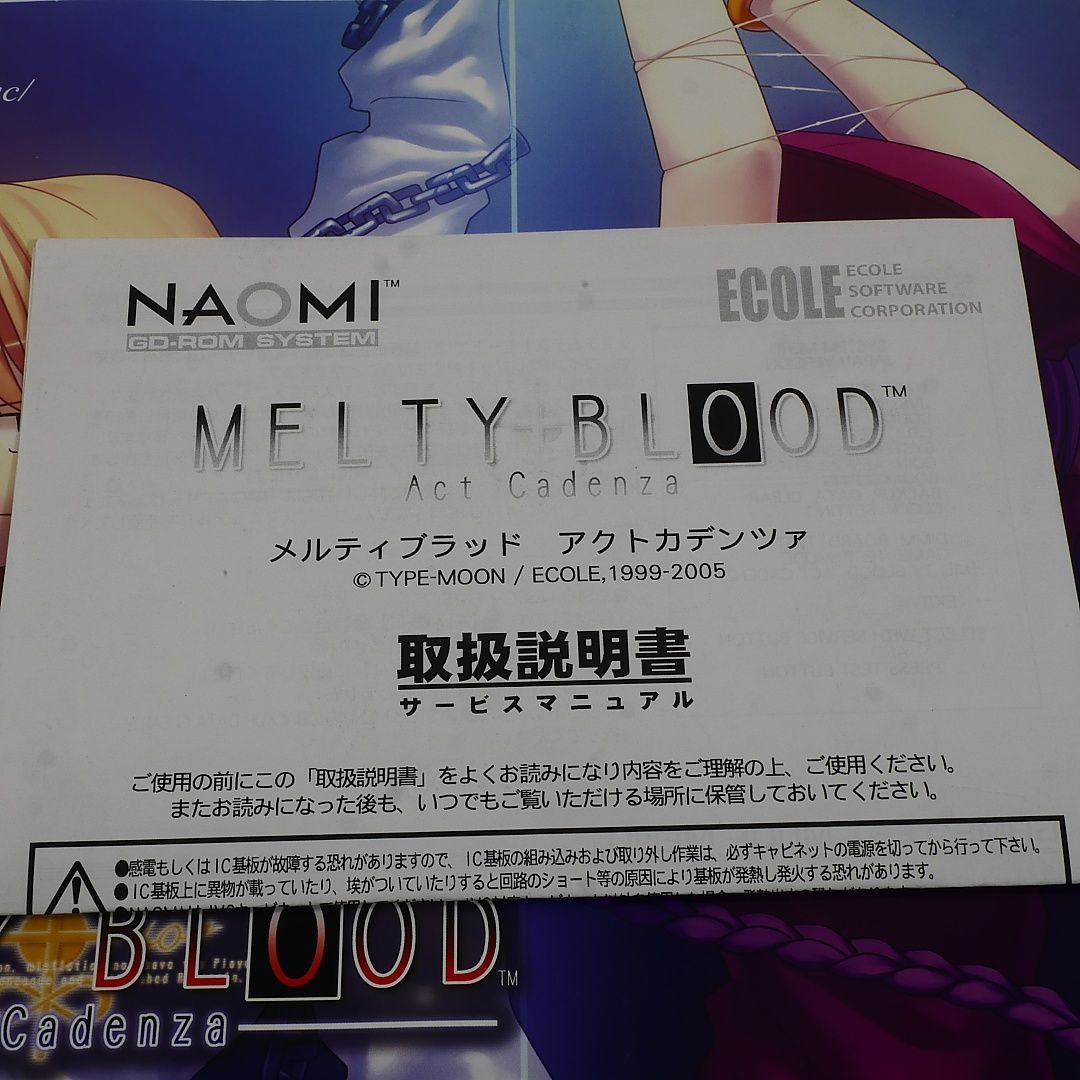 c/
NAOMI™
GD-ROM SYSTEM
ECOLE
ECOLE
SOFTWARE
CORPORATION
MELTY BLOOD™
Act Cadenza
メルティブラッド　アクトカデンツァ
©TYPE-MOON / ECOLE,1999-2005
取扱説明書
サービスマニュアル
ご使用の前にこの「取扱説明書」をよくお読みになり内容をご理解の上、ご使用ください。
またお読みになった後も、いつでもご覧いただける場所に保管しておいてください。
●感電もしくはIC基板が故障する恐れがありますので、IC基板の組み込みおよび取り外し作業は、必ずキャビネットの電源を切ってから行って下さい。
●IC基板上に異物が載っていたり、埃がついていたりすると回路のショート等の原因により基板が発熱し発火する恐れがあります。
BLOOD™
Cadenza